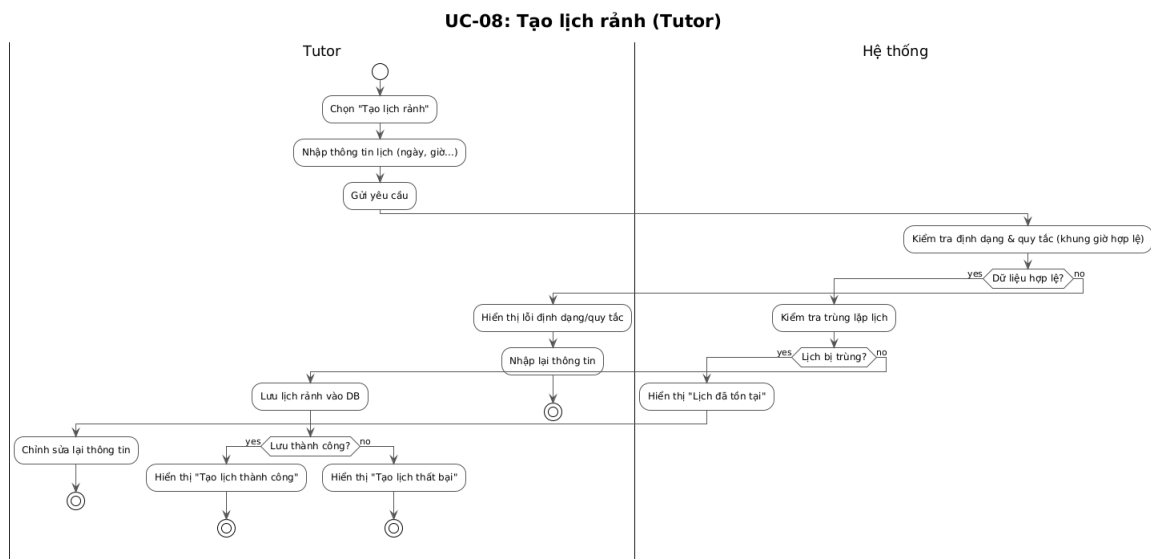 UC-08: Tạo lịch rảnh (Tutor)
Tutor
Hệ thống
Chọn "Tạo lịch rảnh"
Nhập thông tin lịch (ngày, giờ...)
Gửi yêu cầu
Kiểm tra định dạng & quy tắc (khung giờ hợp lệ)
yes
Dữ liệu hợp lệ?
no
Hiển thị lỗi định dạng/quy tắc
Kiểm tra trùng lặp lịch
Nhập lại thông tin
yes
Lịch bị trùng?
no
Lưu lịch rảnh vào DB
Hiển thị "Lịch đã tồn tại"
Chỉnh sửa lại thông tin
yes
Lưu thành công?
no
Hiển thị "Tạo lịch thành công"
Hiển thị "Tạo lịch thất bại"